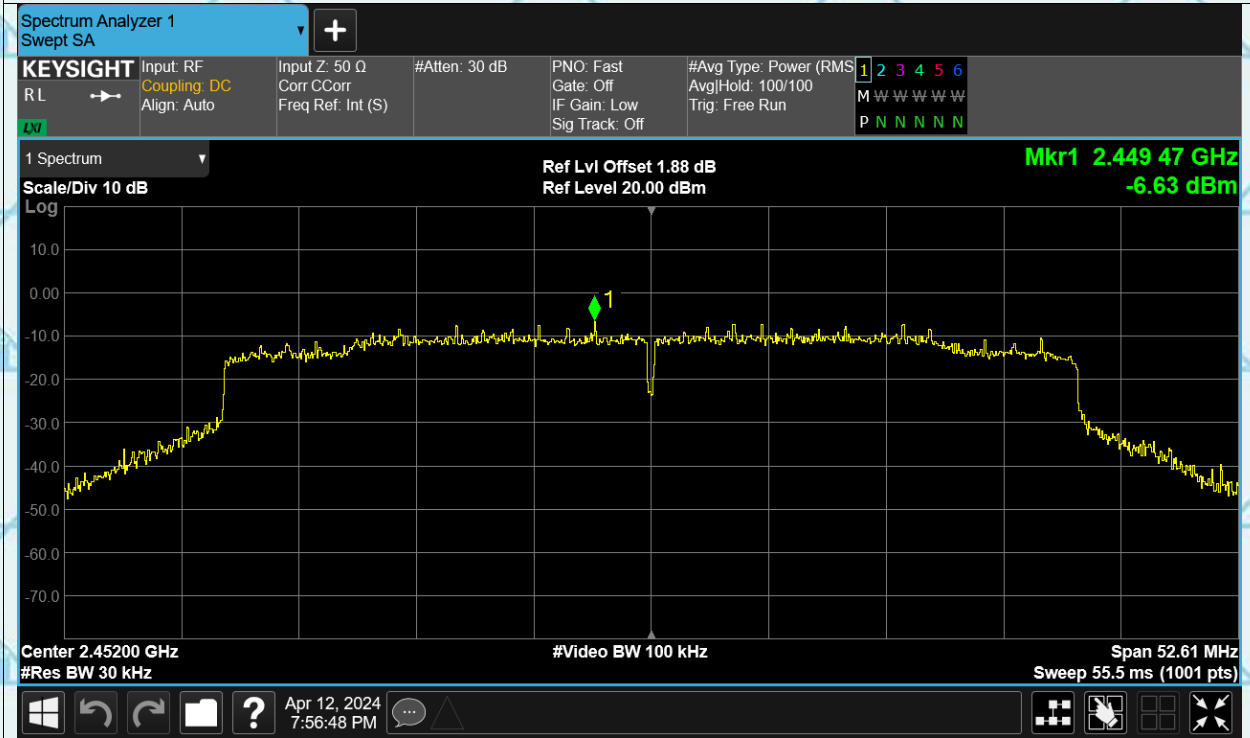 Spectrum Analyzer 1
Swept SA
KEYSIGHT
R L
LXI
Input: RF
Coupling: DC
Align: Auto
Input Z: 50 Ω
Corr CCorr
Freq Ref: Int (S)
#Atten: 30 dB
PNO: Fast
Gate: Off
IF Gain: Low
Sig Track: Off
#Avg Type: Power (RMS
Avg|Hold: 100/100
Trig: Free Run
1 2 3 4 5 6
M W W W W W
P N N N N N
1 Spectrum
Scale/Div 10 dB
Log
Ref Lvl Offset 1.88 dB
Ref Level 20.00 dBm
Mkr1 2.449 47 GHz
-6.63 dBm
10.0
0.00
1
-10.0
-20.0
-30.0
-40.0
-50.0
-60.0
-70.0
Center 2.45200 GHz
#Res BW 30 kHz
#Video BW 100 kHz
Span 52.61 MHz
Sweep 55.5 ms (1001 pts)
?
Apr 12, 2024
7:56:48 PM